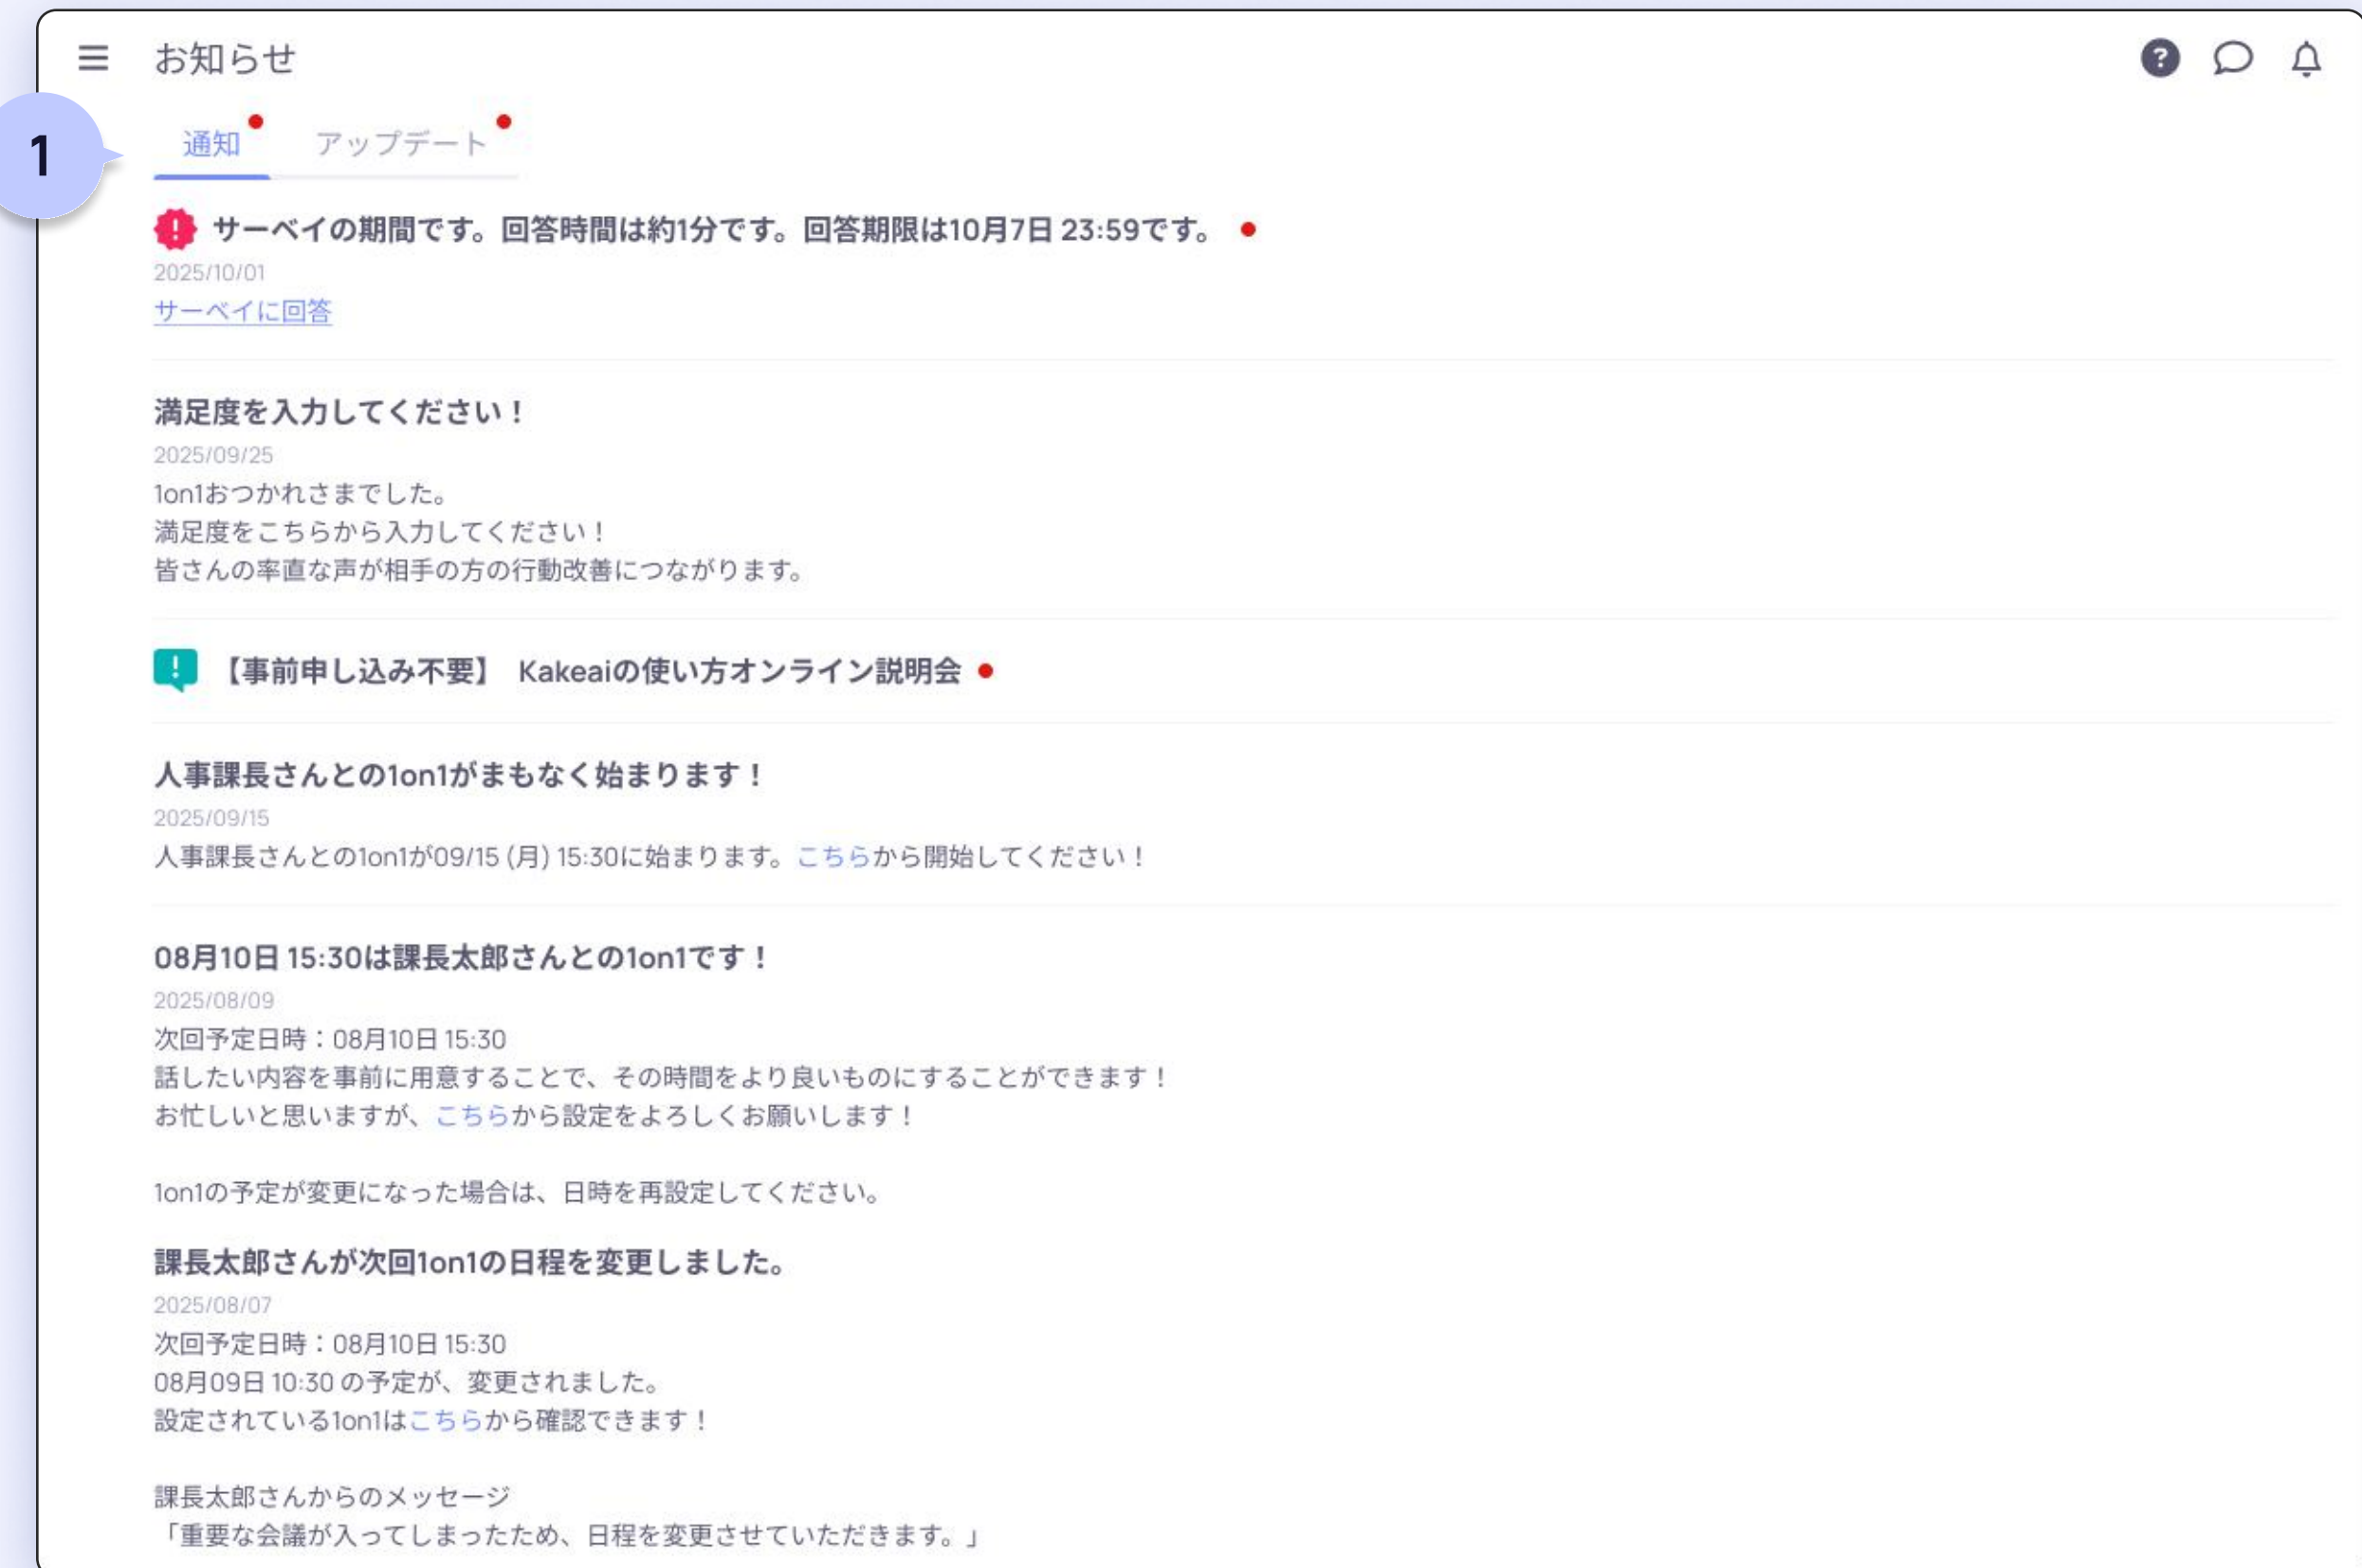 お知らせ
?
1
通知
アップデート
サーベイの期間です。回答時間は約1分です。回答期限は10月7日 23:59です。
2025/10/01
サーベイに回答
満足度を入力してください！
2025/09/25
1on1おつかれさまでした。
満足度をこちらから入力してください！
皆さんの率直な声が相手の方の行動改善につながります。
【事前申し込み不要】 Kakeaiの使い方オンライン説明会
人事課長さんとの1on1がまもなく始まります！
2025/09/15
人事課長さんとの1on1が09/15 (月) 15:30に始まります。こちらから開始してください！
08月10日 15:30は課長太郎さんとの1on1です！
2025/08/09
次回予定日時：08月10日 15:30
話したい内容を事前に用意することで、その時間をより良いものにすることができます！
お忙しいと思いますが、こちらから設定をよろしくお願いします！
1on1の予定が変更になった場合は、日時を再設定してください。
課長太郎さんが次回1on1の日程を変更しました。
2025/08/07
次回予定日時：08月10日 15:30
08月09日 10:30 の予定が、変更されました。
設定されている1on1はこちらから確認できます！
課長太郎さんからのメッセージ
「重要な会議が入ってしまったため、日程を変更させていただきます。」